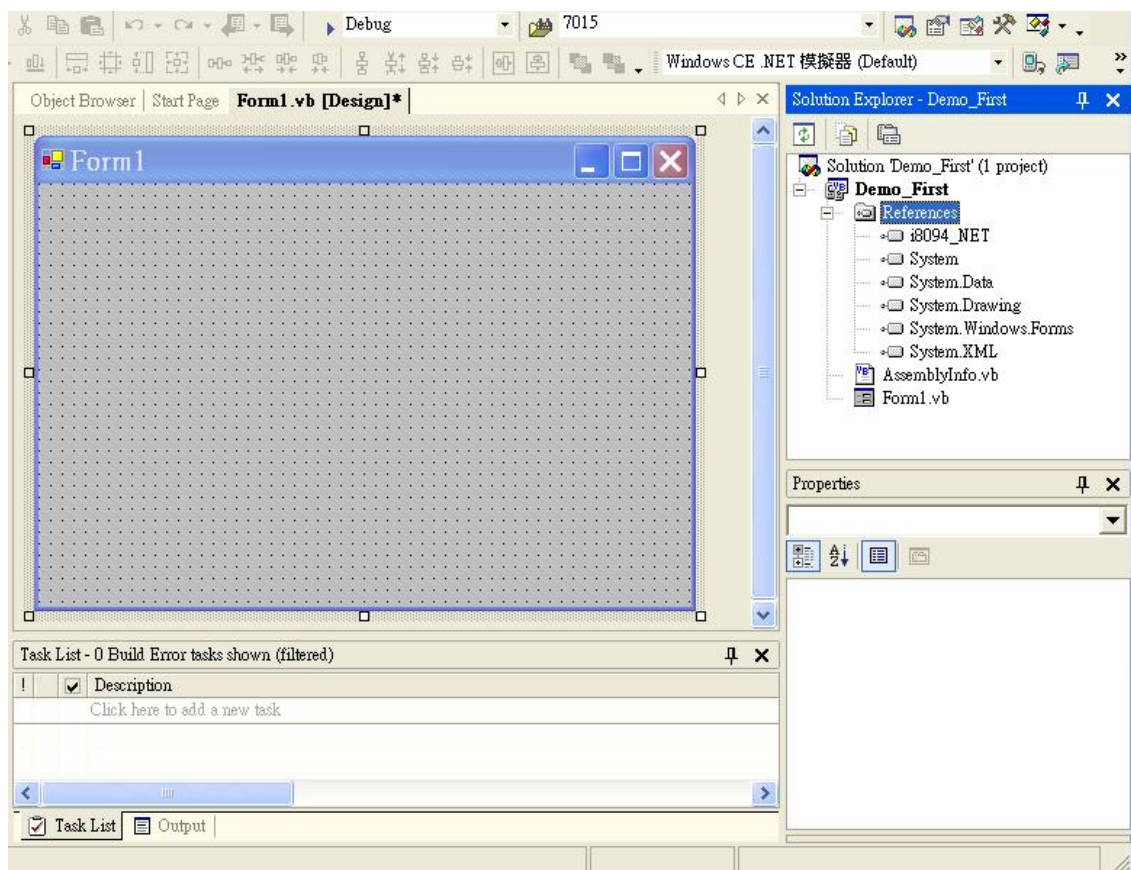 Debug 7015
Windows CE .NET 模擬器 (Default)
Object Browser Start Page Form1.vb [Design]*
Form1
Solution Explorer - Demo_First
Solution 'Demo_First' (1 project)
Demo_First
References
i8094_NET
System
System.Data
System.Drawing
System.Windows.Forms
System.XML
AssemblyInfo.vb
Form1.vb
Properties
Task List - 0 Build Error tasks shown (filtered)
! Description
Click here to add a new task
Task List Output